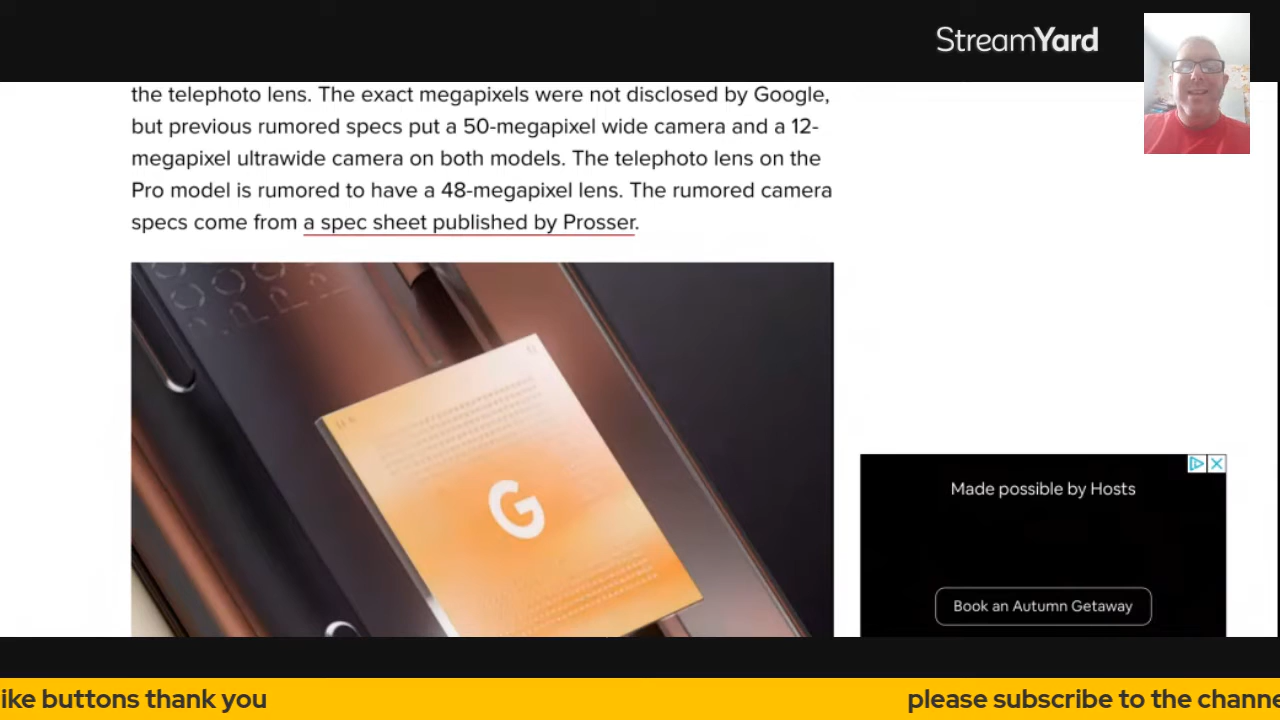 StreamYard
the telephoto lens. The exact megapixels were not disclosed by Google,
but previous rumored specs put a 50-megapixel wide camera and a 12-
megapixel ultrawide camera on both models. The telephoto lens on the
Pro model is rumored to have a 48-megapixel lens. The rumored camera
specs come from a spec sheet published by Prosser.
G
Made possible by Hosts
Book an Autumn Getaway
ike buttons thank you
please subscribe to the channe